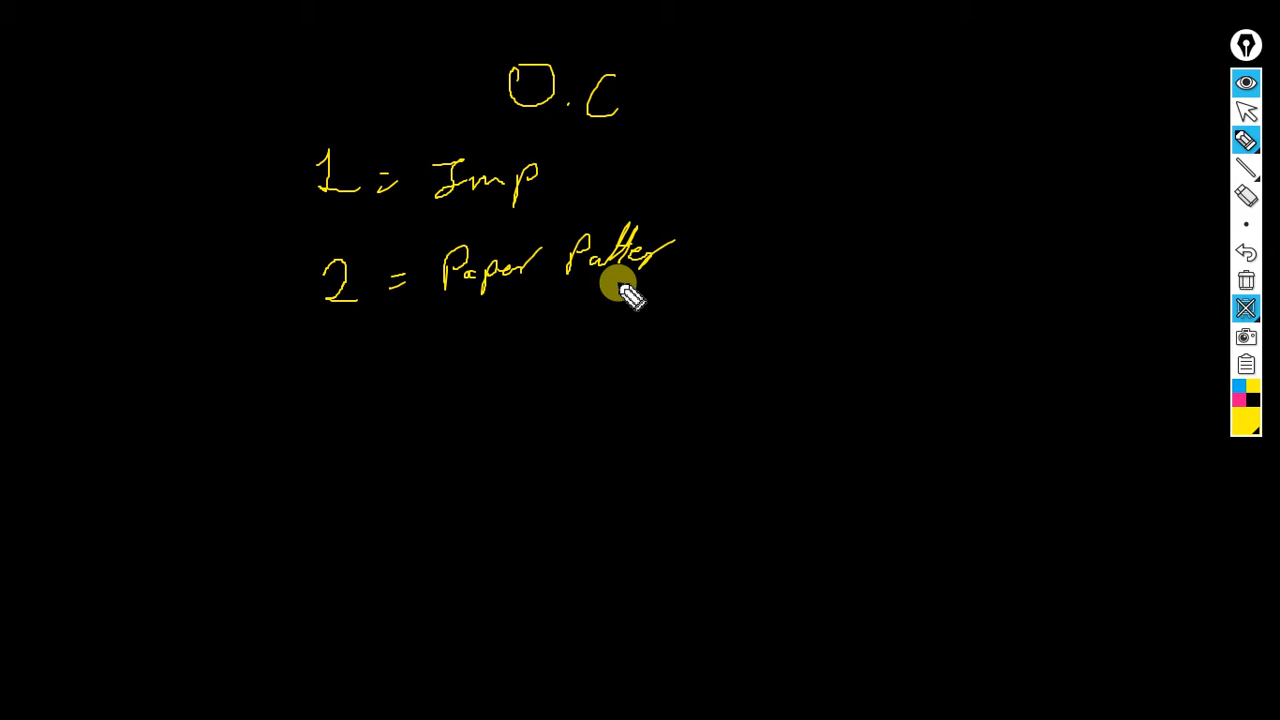 O.C
1 = Imp
2 = Paper Patter